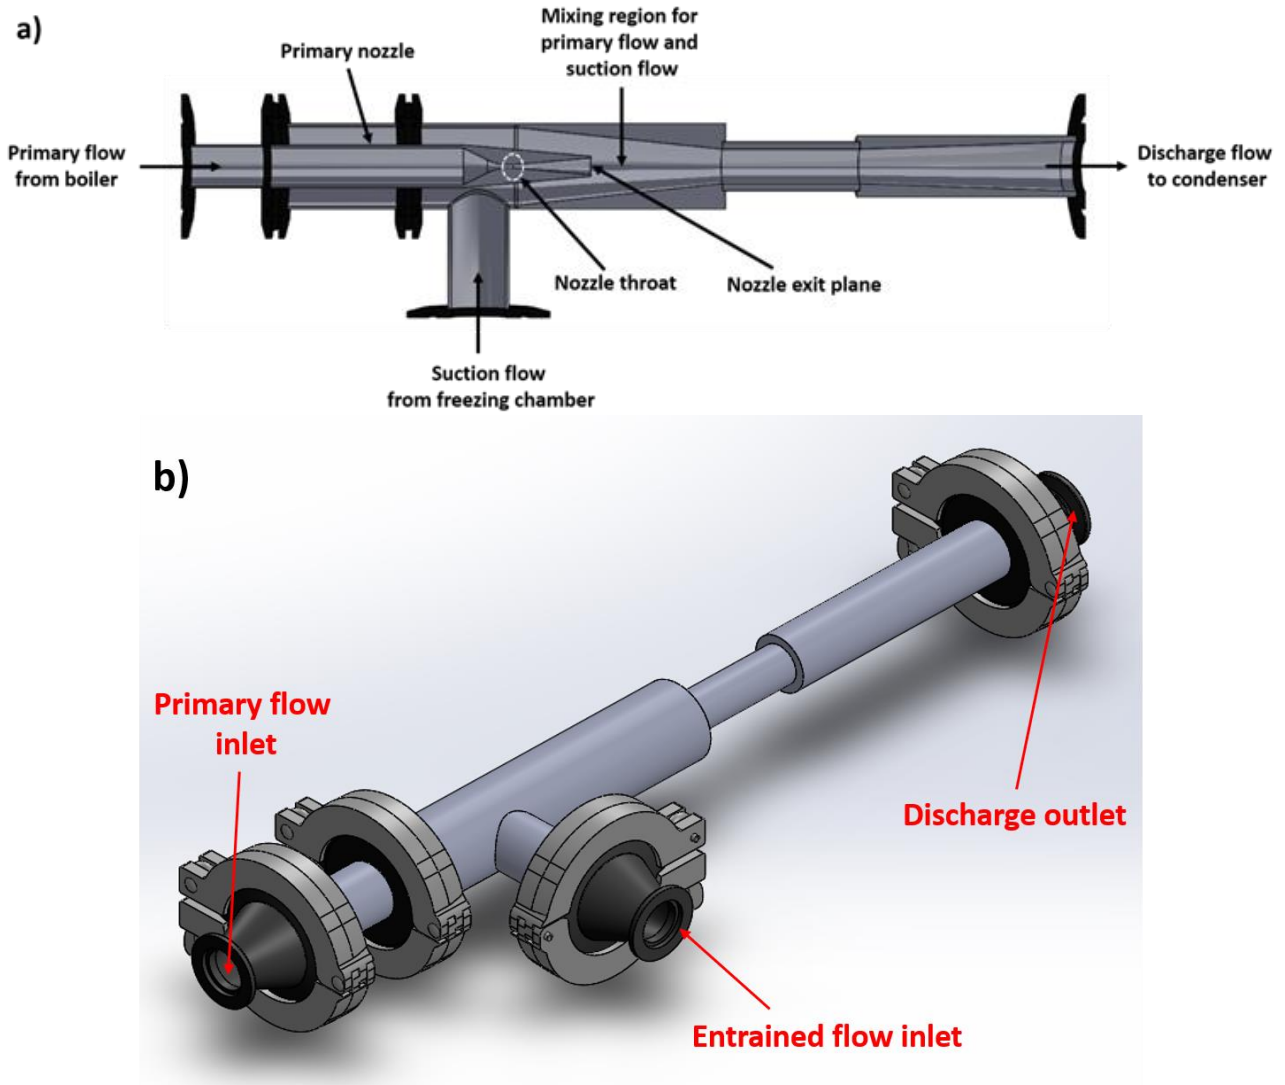 a)
Primary nozzle
Mixing region for
primary flow and
suction flow
Primary flow
from boiler
Discharge flow
to condenser
Nozzle throat
Nozzle exit plane
Suction flow
from freezing chamber
b)
Primary flow
inlet
Discharge outlet
Entrained flow inlet